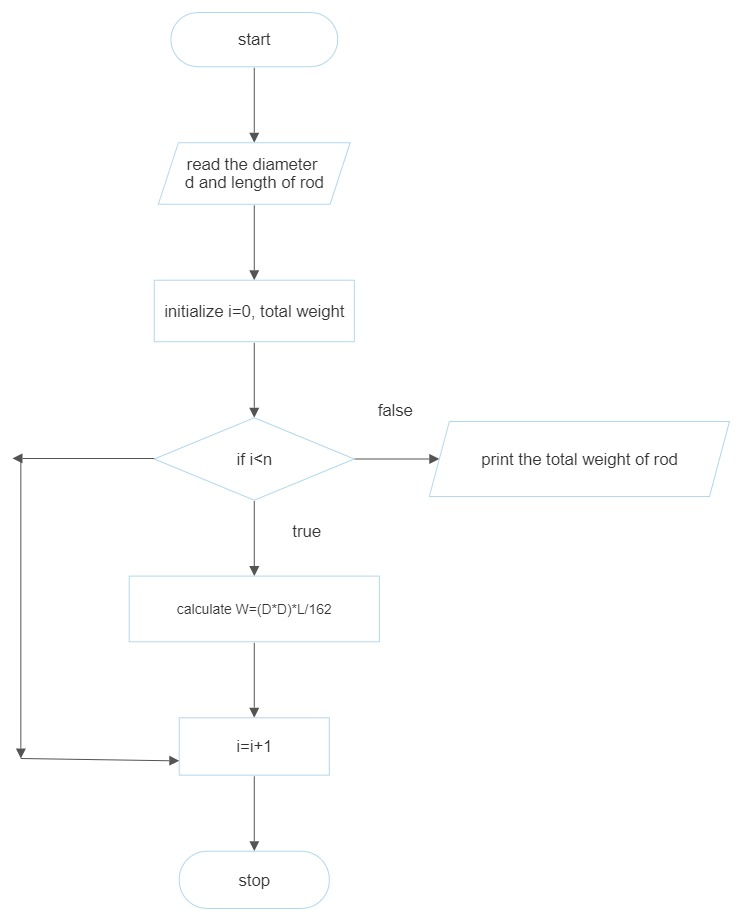 start
read the diameter
d and length of rod
initialize i=0, total weight
false
if i<n
print the total weight of rod
true
calculate W=(D*D)*L/162
i=i+1
stop